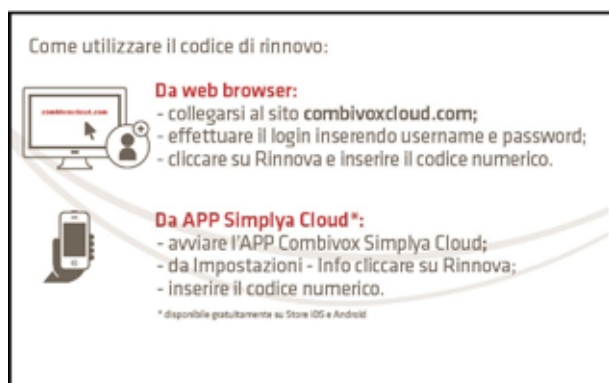 Come utilizzare il codice di rinnovo:
combivoxcloud.com
Da web browser:
- collegarsi al sito combivoxcloud.com;
- effettuare il login inserendo username e password;
- cliccare su Rinnova e inserire il codice numerico.
Da APP Simplya Cloud*:
- avviare l'APP Combivox Simplya Cloud;
- da Impostazioni - Info cliccare su Rinnova;
- inserire il codice numerico.
* disponibile gratuitamente su Store iOS e Android